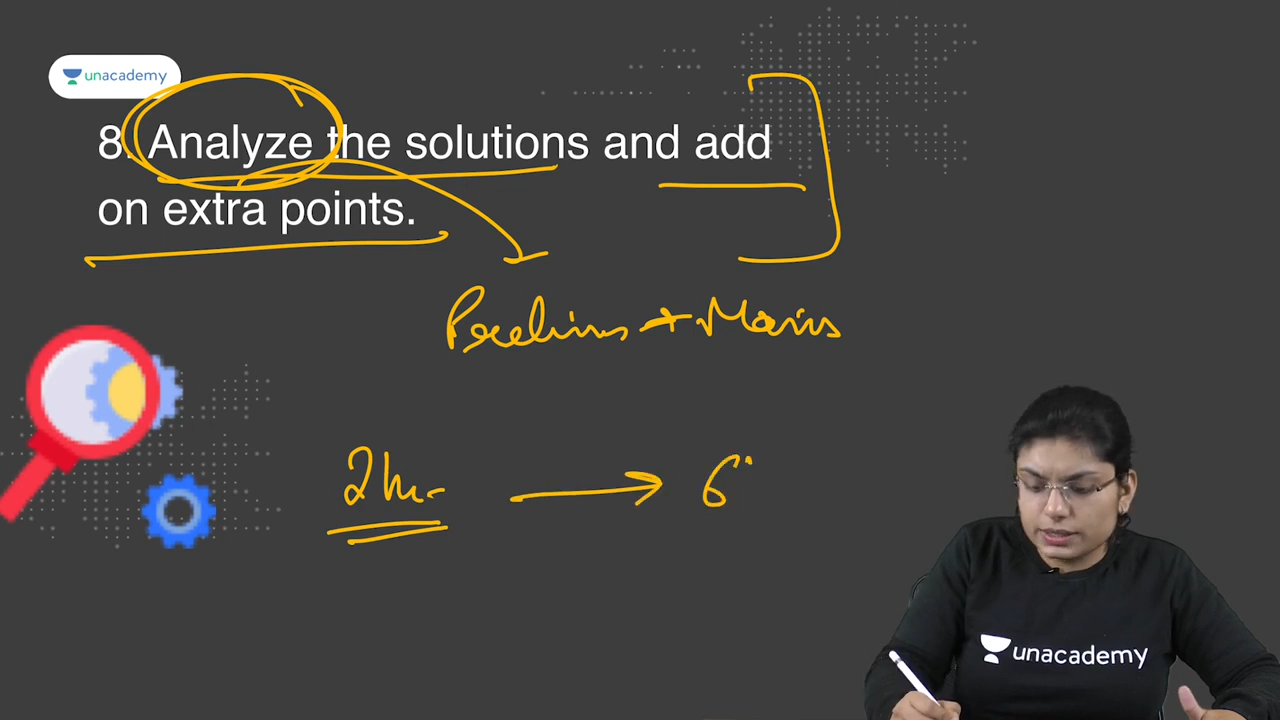 unacademy
8. Analyze the solutions and add
on extra points.
Prelims + Mains
2hr → 6
unacademy